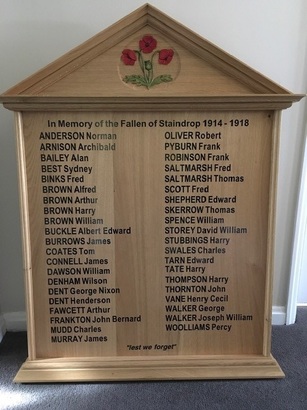 In Memory of the Fallen of Staindrop 1914 - 1918
ANDERSON Norman
ARNISON Archibald
BAILEY Alan
BEST Sydney
BINKS Fred
BROWN Alfred
BROWN Arthur
BROWN Harry
BROWN William
BUCKLE Albert Edward
BURROWS James
COATES Tom
CONNELL James
DAWSON William
DENHAM Wilson
DENT George Nixon
DENT Henderson
FAWCETT Arthur
FRANKTON John Bernard
MUDD Charles
MURRAY James
OLIVER Robert
PYBURN Frank
ROBINSON Frank
SALTMARSH Fred
SALTMARSH Thomas
SCOTT Fred
SHEPHERD Edward
SKERROW Thomas
SPENCE William
STOREY David William
STUBBINGS Harry
SWALES Charles
TARN Edward
TATE Harry
THOMPSON Harry
THORNTON John
VANE Henry Cecil
WALKER George
WALKER Joseph William
WOOLLIAMS Percy
"lest we forget"